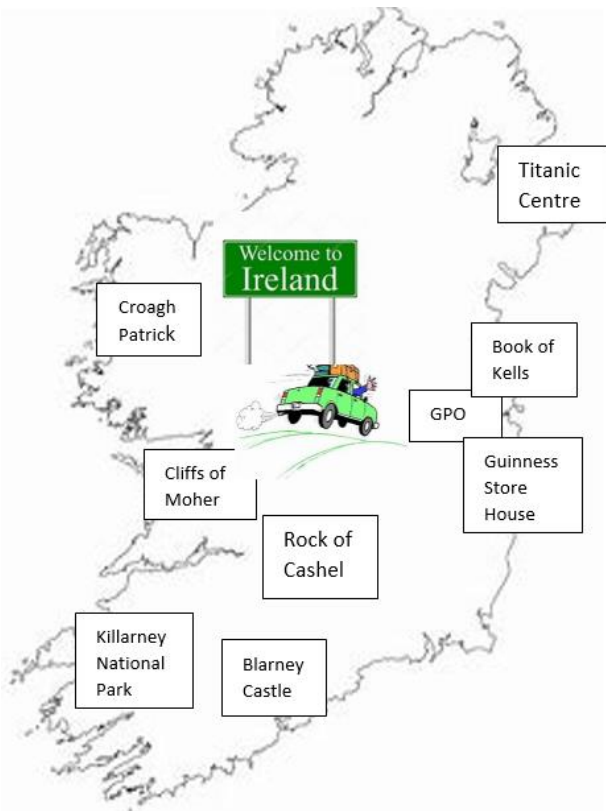 Titanic
Centre
Welcome to
Ireland
Croagh
Patrick
Book of
Kells
GPO
Cliffs of
Moher
Guinness
Store
House
Rock of
Cashel
Killarney
National
Park
Blarney
Castle